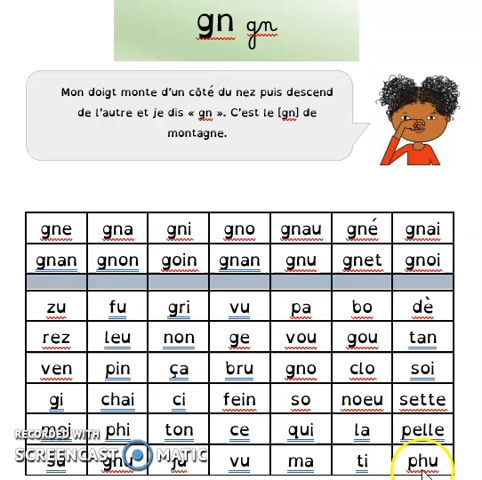 gn gn
Mon doigt monte d'un côté du nez puis descend
de l'autre et je dis « gn ». C'est le [gn] de
montagne.
gne gna gni gno gnau gné gnai
gnan gnon goin gnan gnu gnet gnoi
zu fu gri vu pa bo dè
rez leu non ge vou gou tan
ven pin ça bru gno clo soi
gi chai ci fein so noeu sette
moi phi ton ce qui la pelle
RECORDED WITH
su gnu ju vu ma ti phu
SCREENCAST MATIC